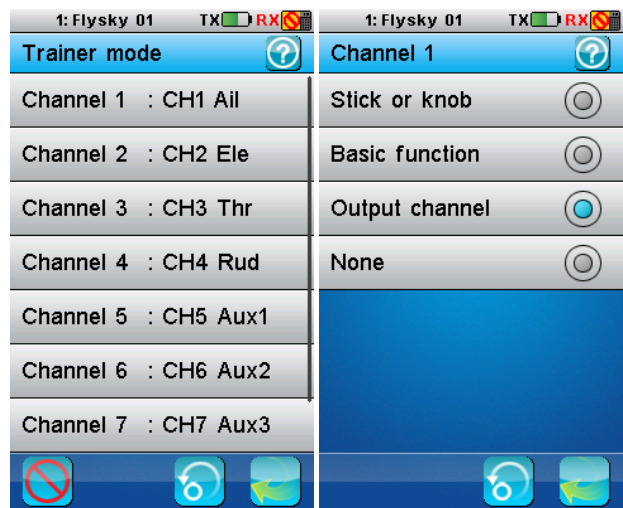 1: Flysky 01 TX RX
Trainer mode ?
Channel 1 : CH1 Ail
Channel 2 : CH2 Ele
Channel 3 : CH3 Thr
Channel 4 : CH4 Rud
Channel 5 : CH5 Aux1
Channel 6 : CH6 Aux2
Channel 7 : CH7 Aux3
1: Flysky 01 TX RX
Channel 1 ?
Stick or knob
Basic function
Output channel
None